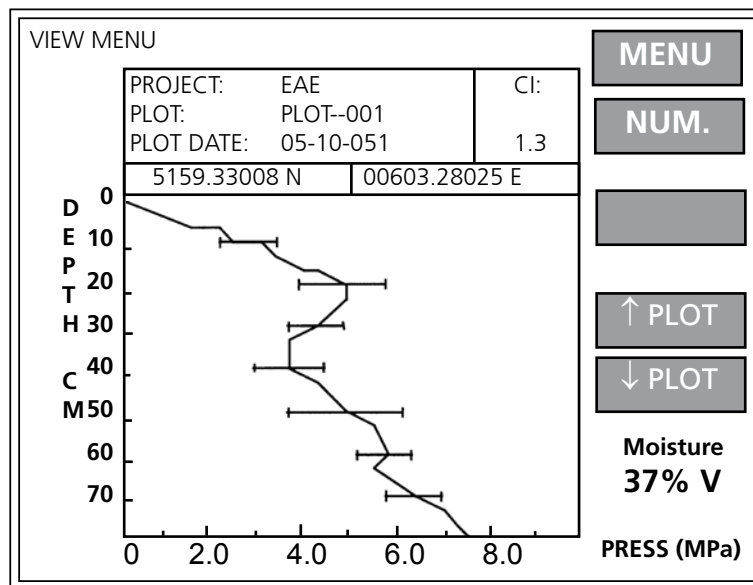 VIEW MENU
MENU
PROJECT: EAE
CI:
PLOT: PLOT--001
NUM.
PLOT DATE: 05-10-051
1.3
5159.33008 N
00603.28025 E
DEPTH CM
0
10
20
30
40
50
60
70
↑ PLOT
↓ PLOT
Moisture
37% V
0 2.0 4.0 6.0 8.0
PRESS (MPa)